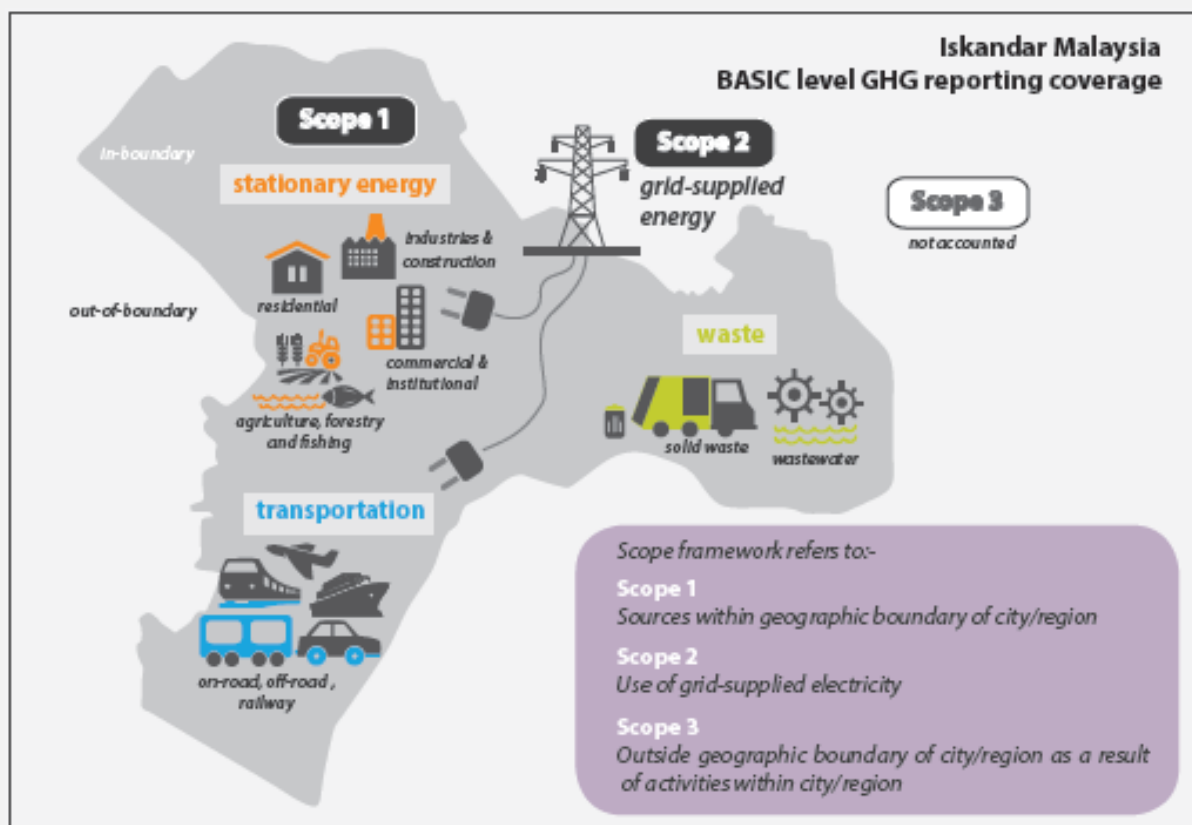 Iskandar Malaysia
BASIC level GHG reporting coverage
Scope 1
in-boundary
stationary energy
Scope 2
grid-supplied
energy
Scope 3
not accounted
industries &
construction
residential
out-of-boundary
commercial &
institutional
agriculture, forestry
and fishing
waste
solid waste
wastewater
transportation
on-road, off-road ,
railway
Scope framework refers to:-
Scope 1
Sources within geographic boundary of city/region
Scope 2
Use of grid-supplied electricity
Scope 3
Outside geographic boundary of city/region as a result
of activities within city/region